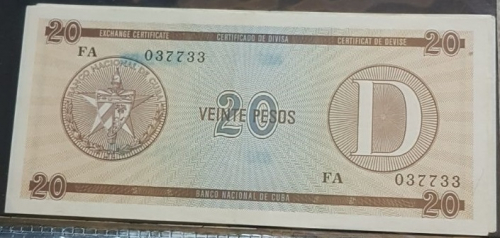 20 EXCHANGE CERTIFICATE CERTIFICADO DE DIVISA CERTIFICAT DE DEVISE 20
FA 037733
BANCO NACIONAL DE CUBA
VEINTE 20 PESOS
D
FA 037733
20 BANCO NACIONAL DE CUBA 20